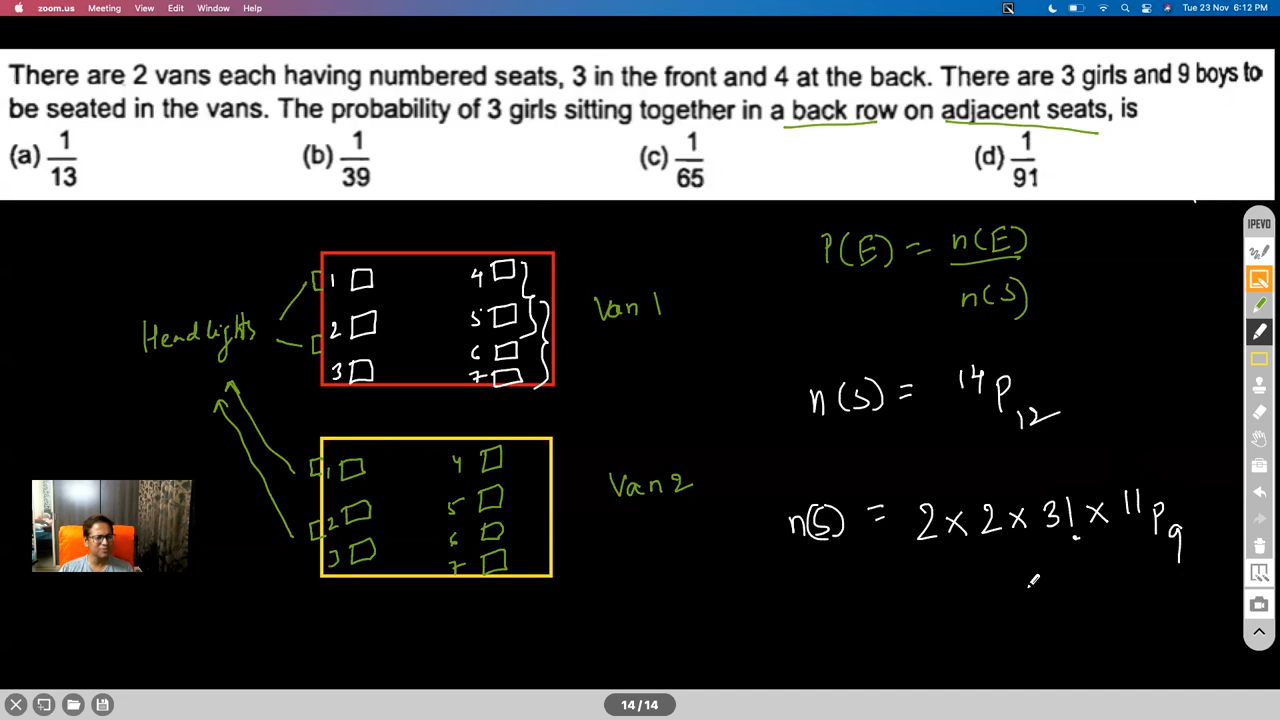 zoom.us Meeting View Edit Window Help Tue 23 Nov 6:12 PM
There are 2 vans each having numbered seats, 3 in the front and 4 at the back. There are 3 girls and 9 boys to
be seated in the vans. The probability of 3 girls sitting together in a back row on adjacent seats, is
(a) 1/13 (b) 1/39 (c) 1/65 (d) 1/91
IPEVO
P(E) = n(E)/n(S)
1 4
2 5
3 6
7
Van 1
Headlights
n(S) = ¹⁴P₁₂
1 4
2 5
3 6
7
Van 2
n(S) = 2 × 2 × 3! × ¹¹P₉
14 / 14